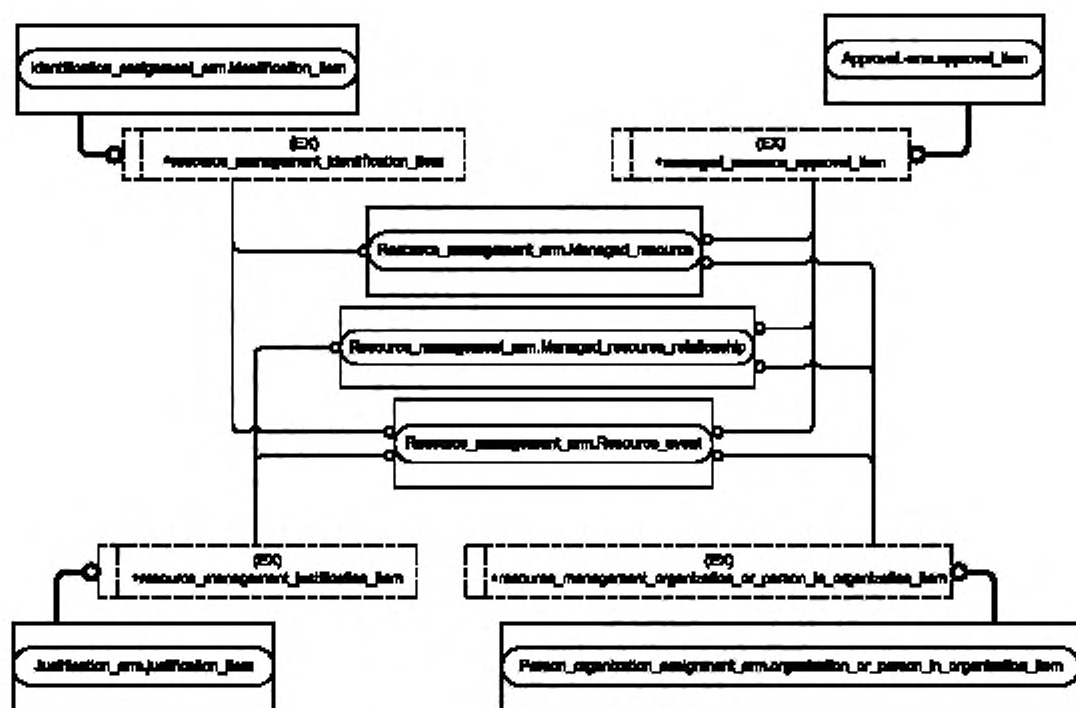 Identification_assignment_arm.identification_item
Approval_arm.approval_item
(EX)
*resource_management_identification_item
(EX)
*managed_resource_approval_item
Resource_management_arm.Managed_resource
Resource_management_arm.Managed_resource_relationship
Resource_management_arm.Resource_event
(EX)
*resource_management_justification_item
(EX)
*resource_management_organization_or_person_in_organization_item
Justification_arm.justification_item
Person_organization_assignment_arm.organization_or_person_in_organization_item